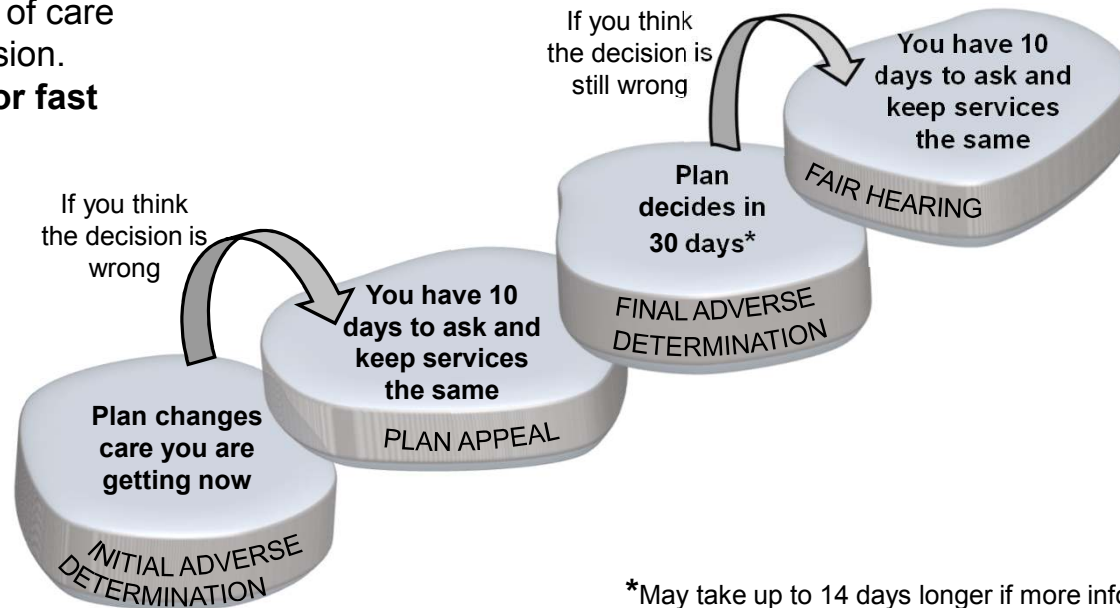 of care
sion.
or fast
If you think
the decision is
wrong
Plan changes
care you are
getting now
INITIAL ADVERSE
DETERMINATION
You have 10
days to ask and
keep services
the same
PLAN APPEAL
If you think
the decision is
still wrong
Plan
decides in
30 days*
FINAL ADVERSE
DETERMINATION
You have 10
days to ask and
keep services
the same
FAIR HEARING
*May take up to 14 days longer if more info